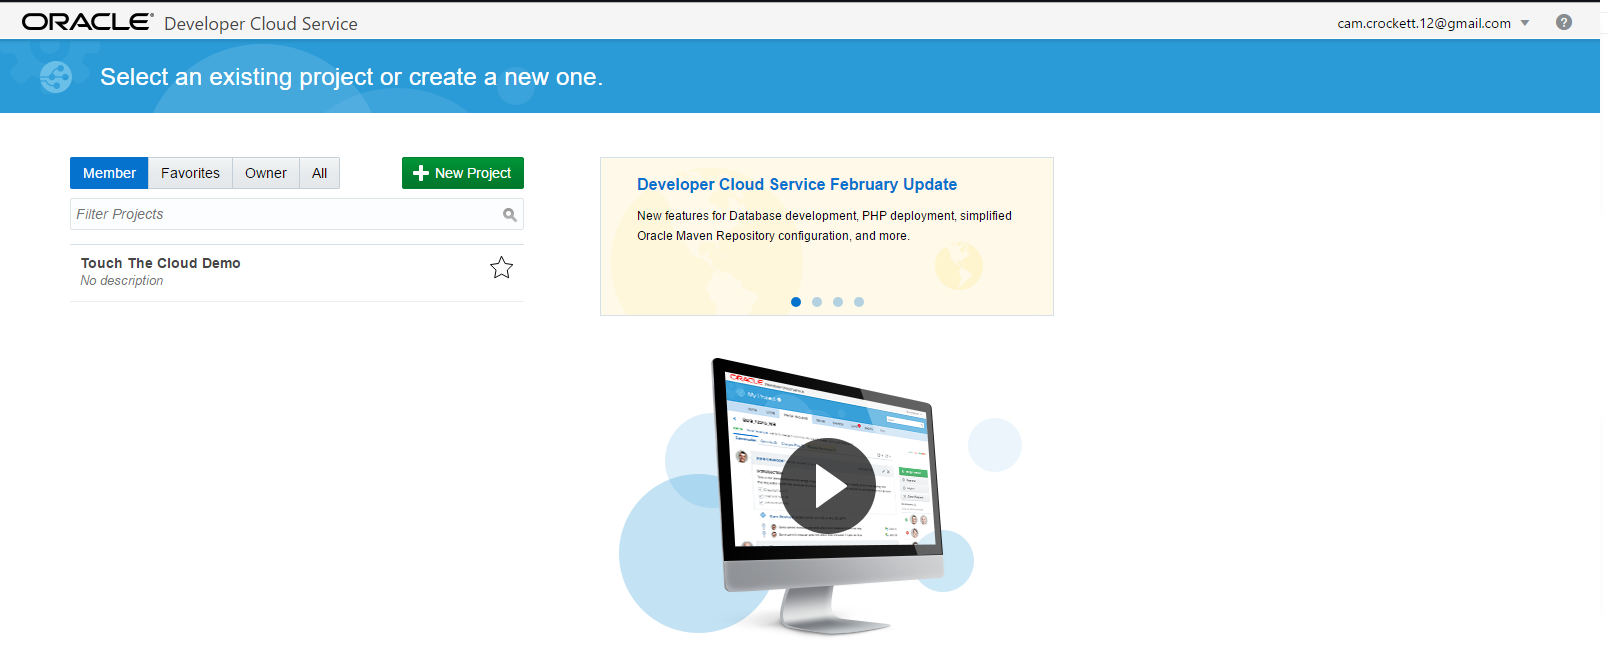 ORACLE Developer Cloud Service
cam.crockett.12@gmail.com
Select an existing project or create a new one.
Member Favorites Owner All
New Project
Filter Projects
Touch The Cloud Demo
No description
Developer Cloud Service February Update
New features for Database development, PHP deployment, simplified
Oracle Maven Repository configuration, and more.
ORACLE